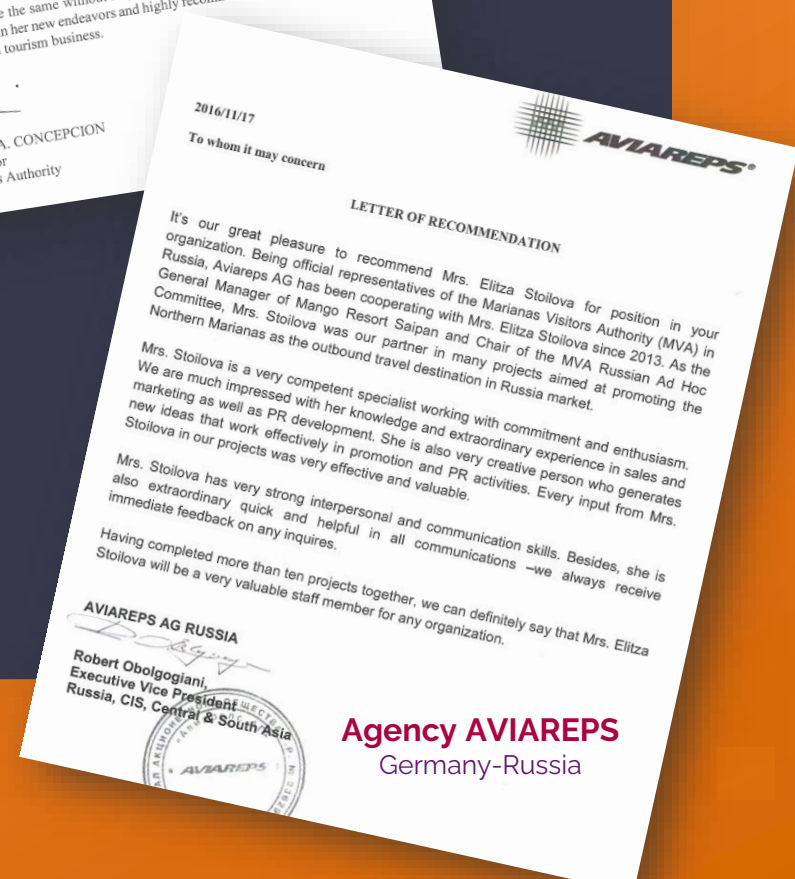 the same without
in her new endeavors and highly
tourism business.
A. CONCEPCION
Authority
AVIAREPS®
2016/11/17
To whom it may concern
LETTER OF RECOMMENDATION
It's our great pleasure to recommend Mrs. Elitza Stoilova for position in your
organization. Being official representatives of the Marianas Visitors Authority (MVA) in
Russia, Aviareps AG has been cooperating with Mrs. Elitza Stoilova since 2013. As the
General Manager of Mango Resort Saipan and Chair of the MVA Russian Ad Hoc
Committee, Mrs. Stoilova was our partner in many projects aimed at promoting the
Northern Marianas as the outbound travel destination in Russia market.
Mrs. Stoilova is a very competent specialist working with commitment and enthusiasm.
We are much impressed with her knowledge and extraordinary experience in sales and
marketing as well as PR development. She is also very creative person who generates
new ideas that work effectively in promotion and PR activities. Every input from Mrs.
Stoilova in our projects was very effective and valuable.
Mrs. Stoilova has very strong interpersonal and communication skills. Besides, she is
also extraordinary quick and helpful in all communications –we always receive
immediate feedback on any inquires.
Having completed more than ten projects together, we can definitely say that Mrs. Elitza
Stoilova will be a very valuable staff member for any organization.
AVIAREPS AG RUSSIA
Robert Obolgogiani,
Executive Vice President
Russia, CIS, Central & South Asia
AVIAREPS
Agency AVIAREPS
Germany-Russia